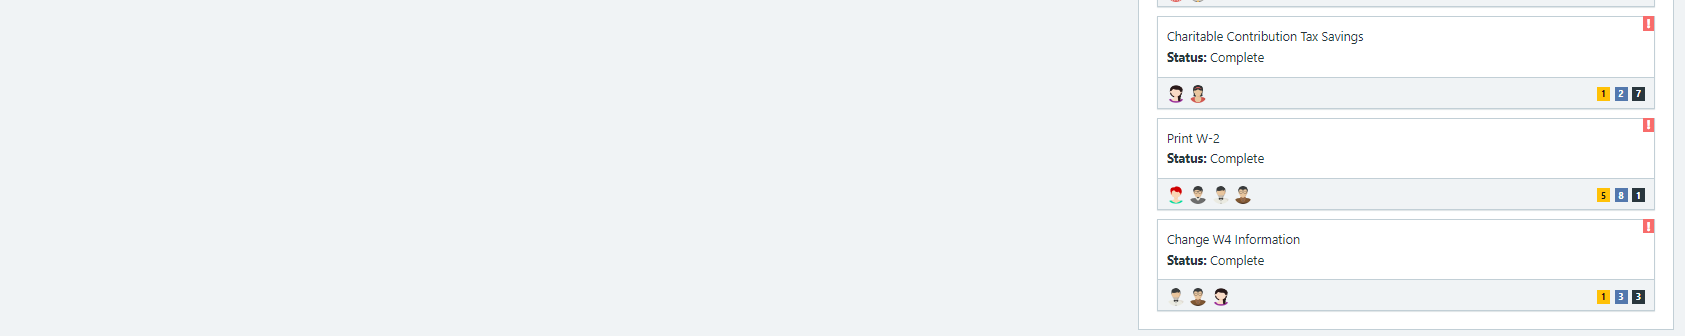 !
Charitable Contribution Tax Savings
Status: Complete
1 2 7
!
Print W-2
Status: Complete
5 8 1
!
Change W4 Information
Status: Complete
1 3 3